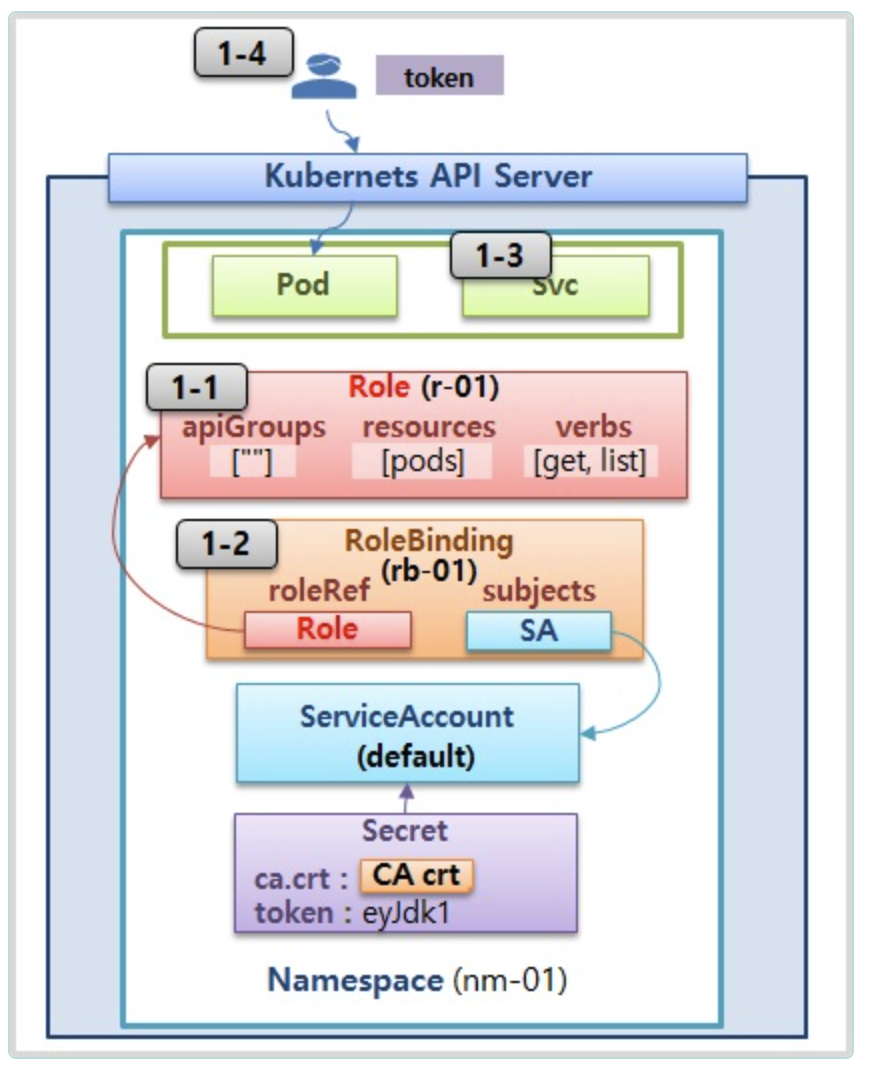 1-4
token
Kubernets API Server
Pod
1-3
Svc
1-1
Role (r-01)
apiGroups resources verbs
[""] [pods] [get, list]
1-2
RoleBinding
(rb-01)
roleRef subjects
Role SA
ServiceAccount
(default)
Secret
ca.crt : CA crt
token : eyJdk1
Namespace (nm-01)